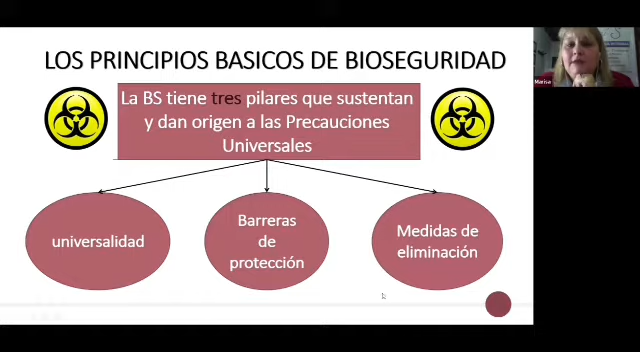 LOS PRINCIPIOS BASICOS DE BIOSEGURIDAD
La BS tiene tres pilares que sustentan
y dan origen a las Precauciones
Universales
universalidad
Barreras
de
protección
Medidas de
eliminación
Marisa